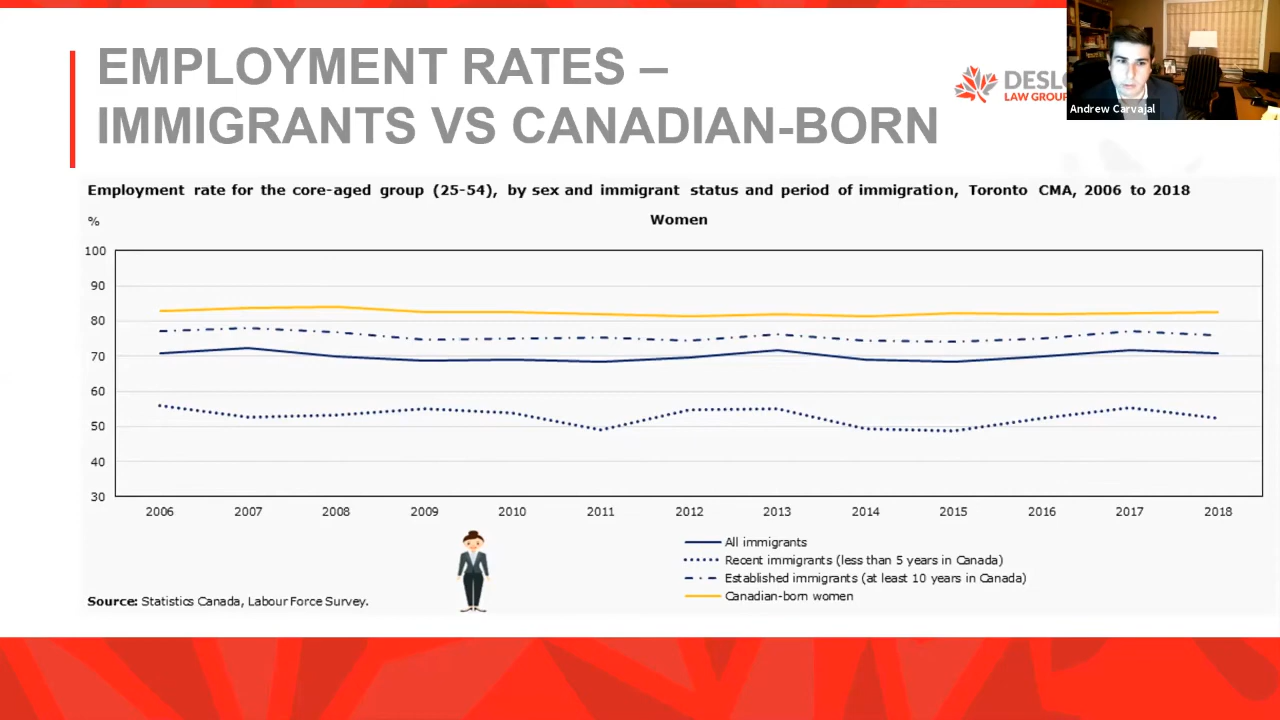 EMPLOYMENT RATES –
IMMIGRANTS VS CANADIAN-BORN
LAW GROUP
Andrew Carvajal
Employment rate for the core-aged group (25-54), by sex and immigrant status and period of immigration, Toronto CMA, 2006 to 2018
%
Women
100
90
80
70
60
50
40
30
2006 2007 2008 2009 2010 2011 2012 2013 2014 2015 2016 2017 2018
All immigrants
Recent immigrants (less than 5 years in Canada)
Established immigrants (at least 10 years in Canada)
Canadian-born women
Source: Statistics Canada, Labour Force Survey.